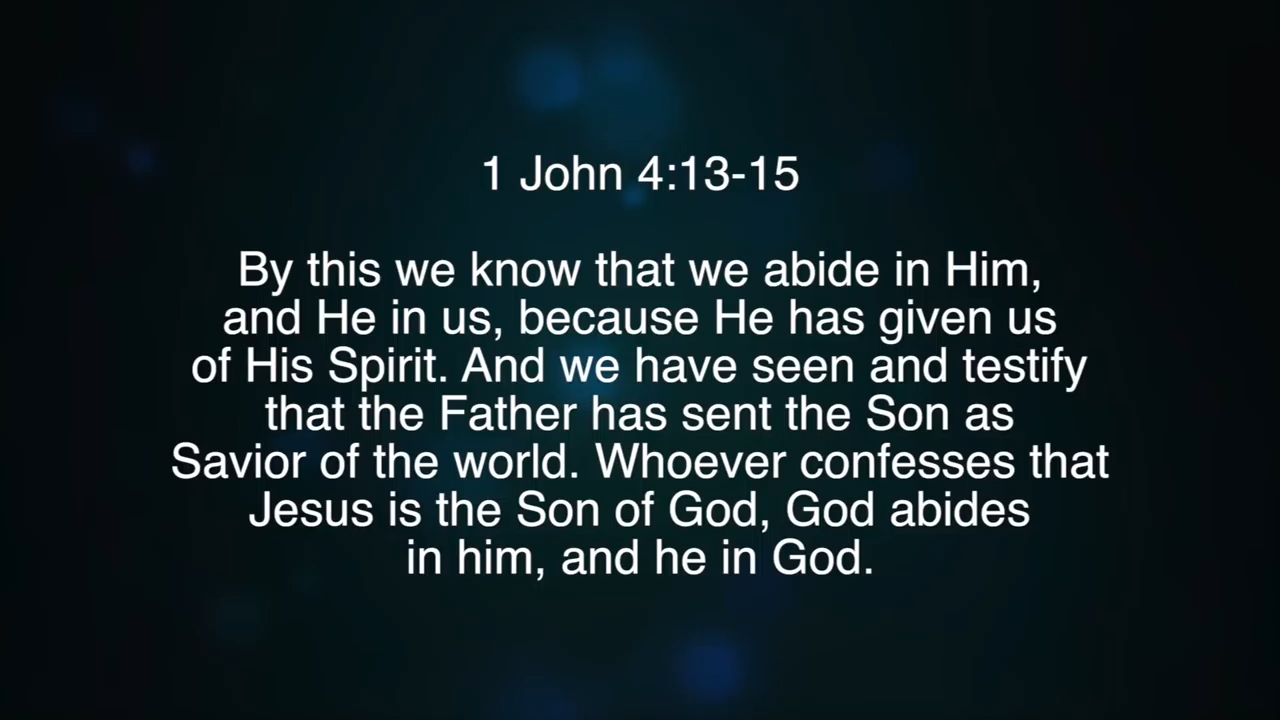 1 John 4:13-15
By this we know that we abide in Him,
and He in us, because He has given us
of His Spirit. And we have seen and testify
that the Father has sent the Son as
Savior of the world. Whoever confesses that
Jesus is the Son of God, God abides
in him, and he in God.